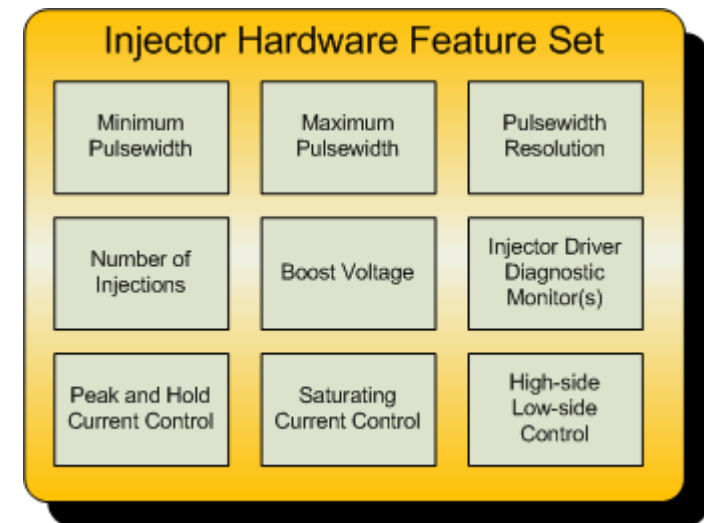 Injector Hardware Feature Set
Minimum
Pulsewidth
Maximum
Pulsewidth
Pulsewidth
Resolution
Number of
Injections
Boost Voltage
Injector Driver
Diagnostic
Monitor(s)
Peak and Hold
Current Control
Saturating
Current Control
High-side
Low-side
Control